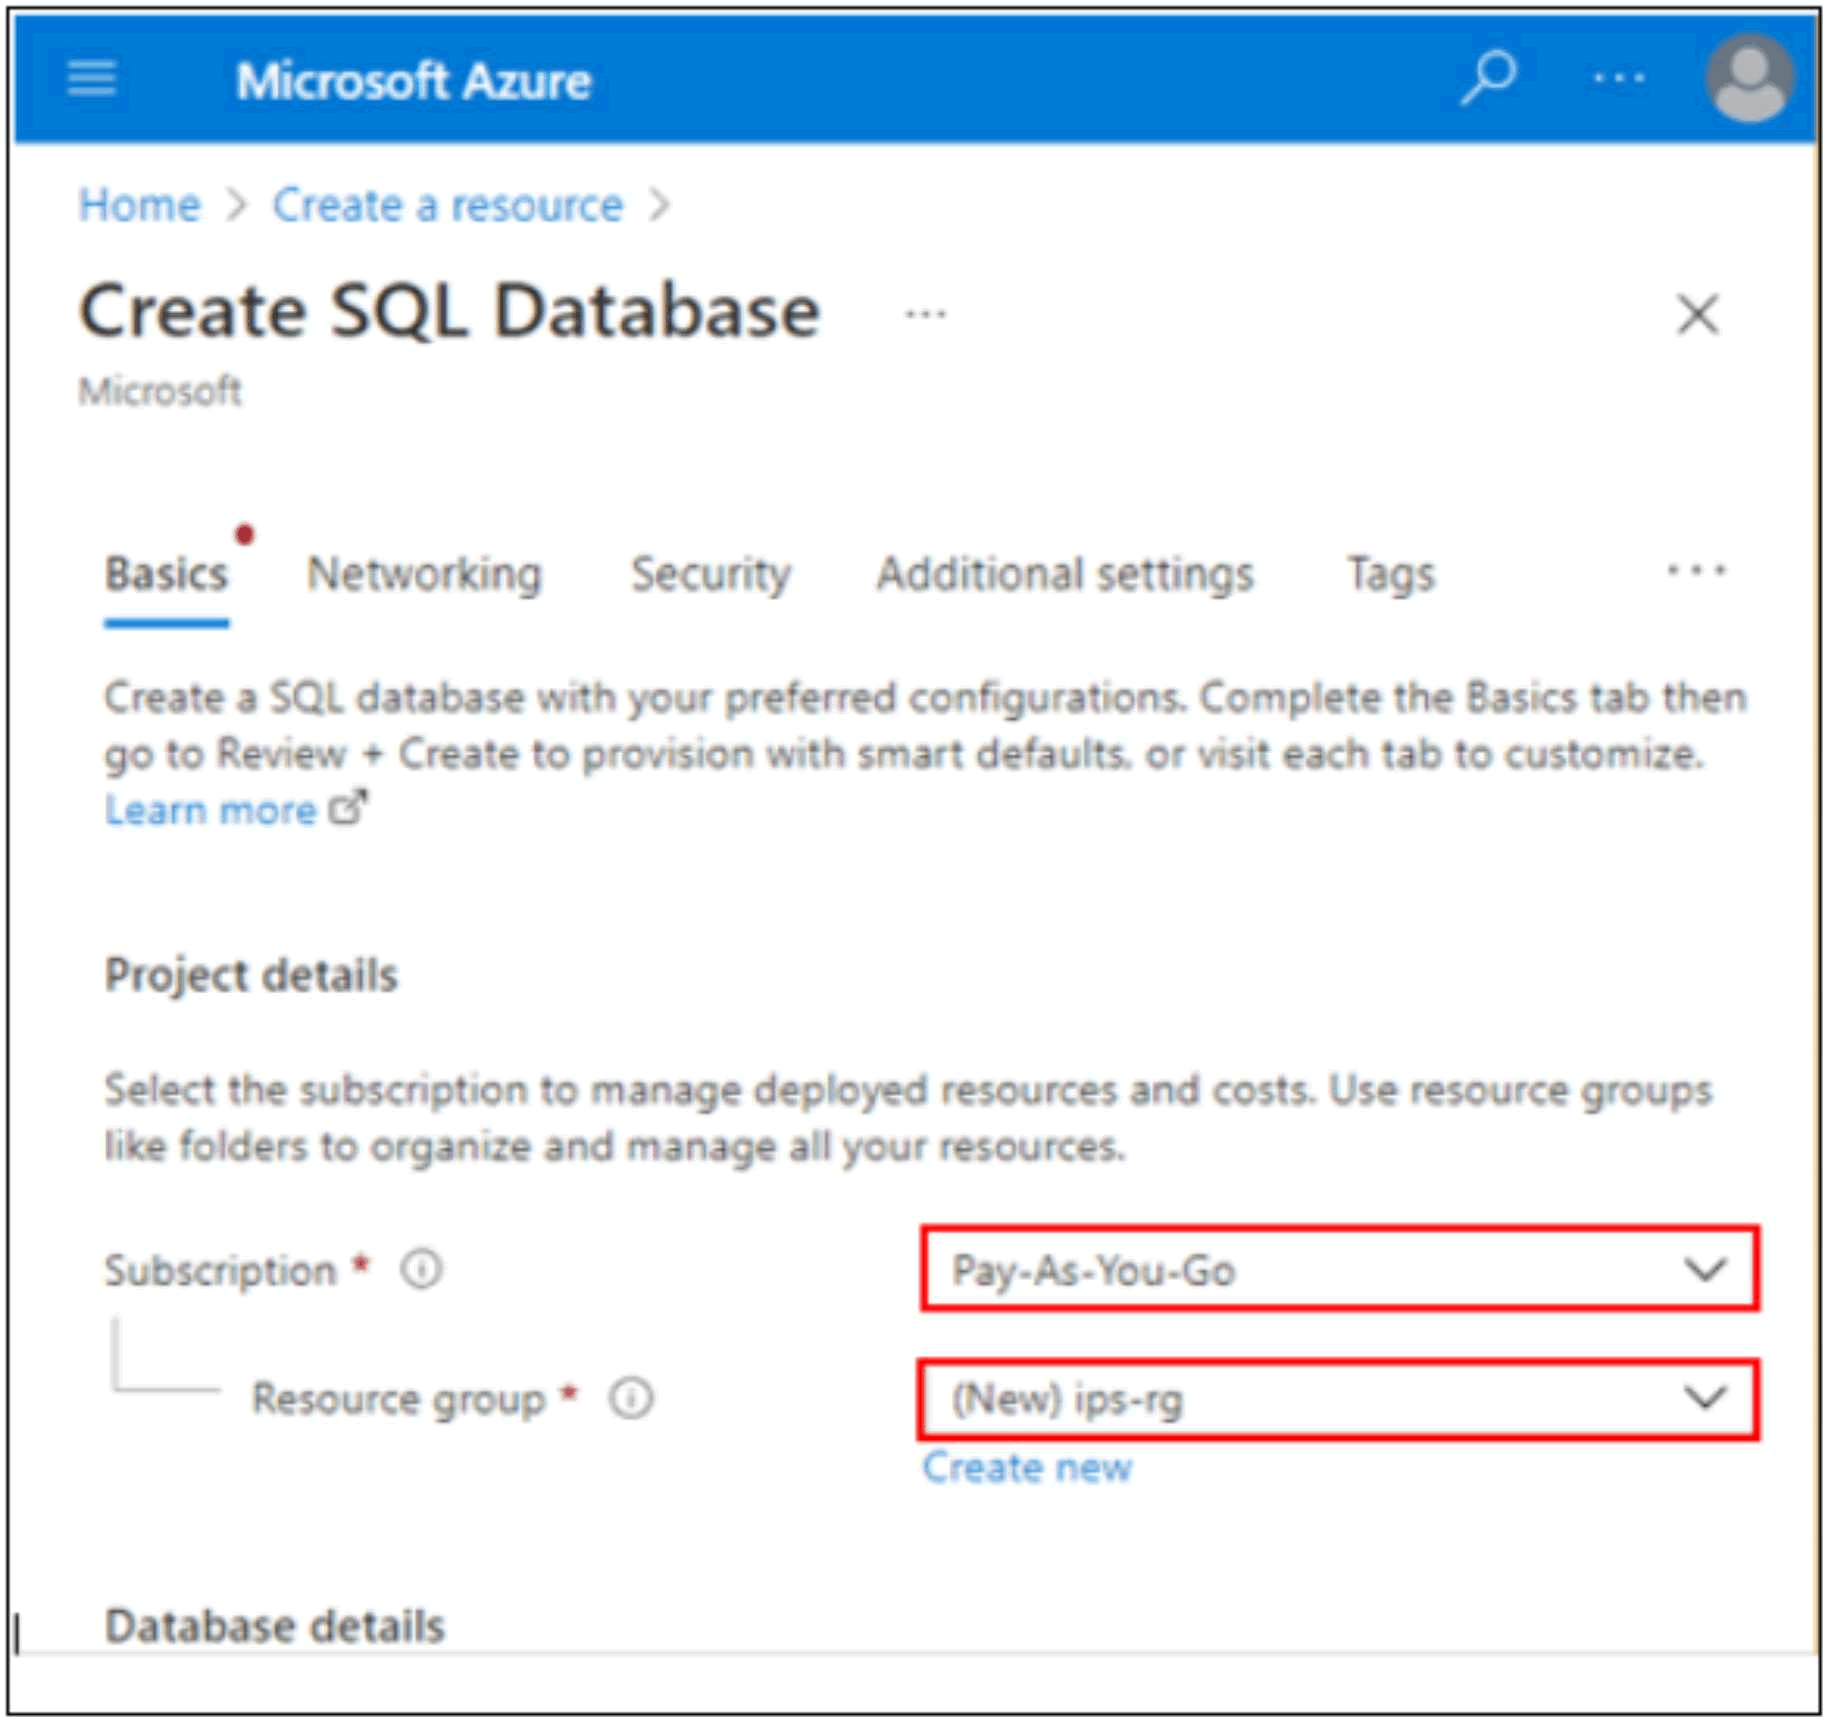 Microsoft Azure
Home > Create a resource >
Create SQL Database ...
Microsoft
Basics Networking Security Additional settings Tags ...
Create a SQL database with your preferred configurations. Complete the Basics tab then
go to Review + Create to provision with smart defaults, or visit each tab to customize.
Learn more
Project details
Select the subscription to manage deployed resources and costs. Use resource groups
like folders to organize and manage all your resources.
Subscription * Pay-As-You-Go
Resource group * (New) ips-rg
Create new
Database details